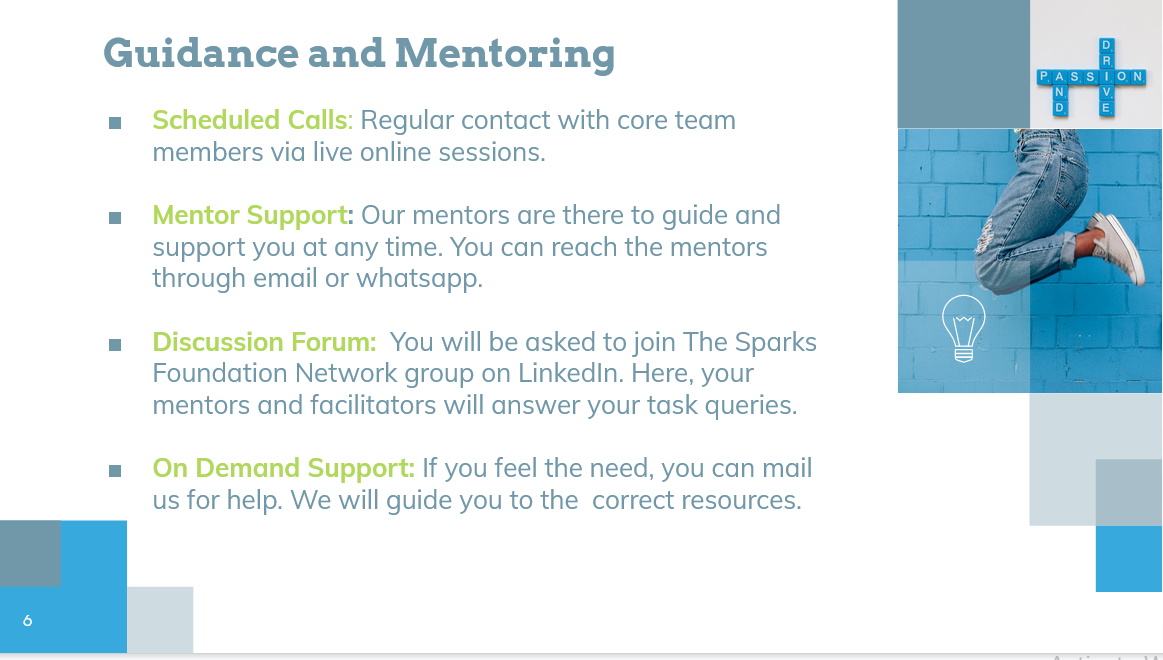 Guidance and Mentoring
Scheduled Calls: Regular contact with core team
members via live online sessions.
Mentor Support: Our mentors are there to guide and
support you at any time. You can reach the mentors
through email or whatsapp.
Discussion Forum: You will be asked to join The Sparks
Foundation Network group on LinkedIn. Here, your
mentors and facilitators will answer your task queries.
On Demand Support: If you feel the need, you can mail
us for help. We will guide you to the correct resources.
DRIVE
PASSION
AND
6